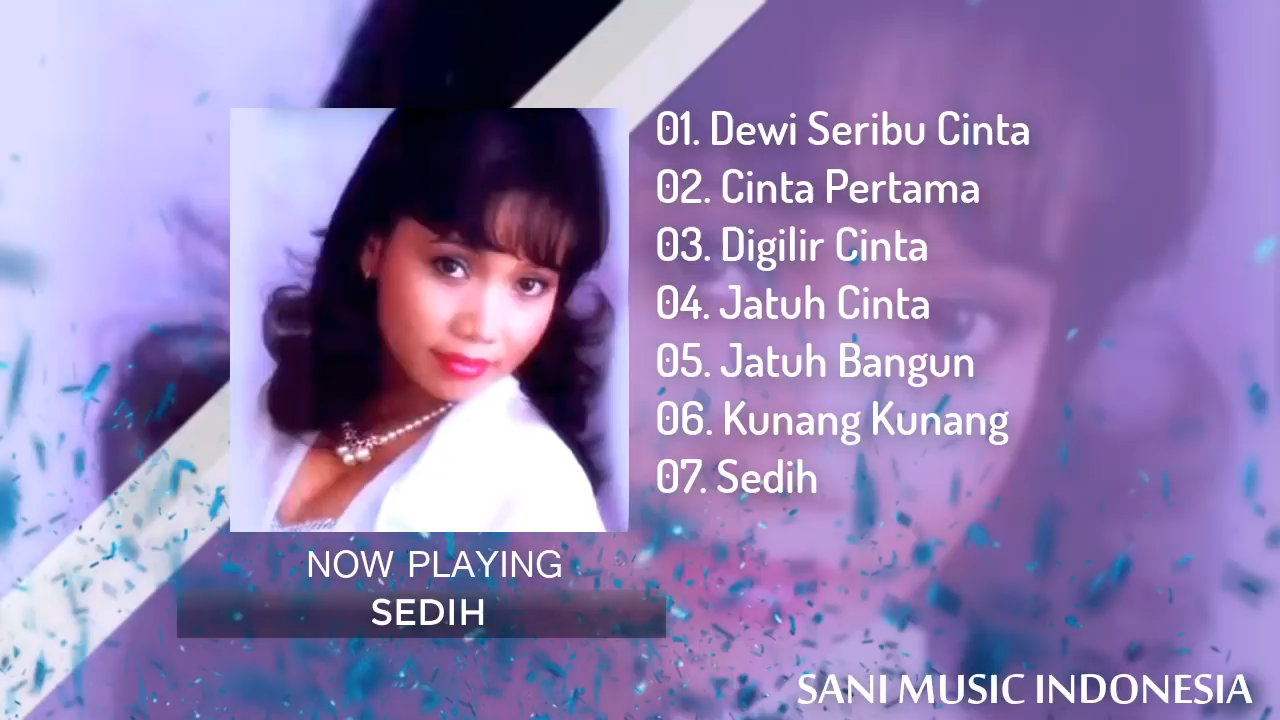 01. Dewi Seribu Cinta
02. Cinta Pertama
03. Digilir Cinta
04. Jatuh Cinta
05. Jatuh Bangun
06. Kunang Kunang
07. Sedih
NOW PLAYING
SEDIH
SANI MUSIC INDONESIA